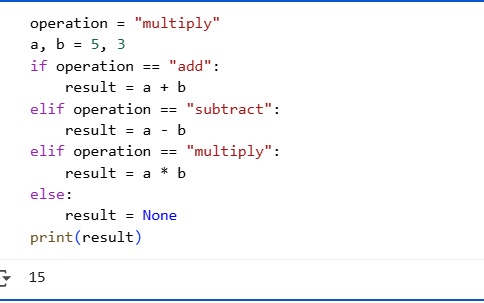 operation = "multiply"
a, b = 5, 3
if operation == "add":
    result = a + b
elif operation == "subtract":
    result = a - b
elif operation == "multiply":
    result = a * b
else:
    result = None
print(result)
15